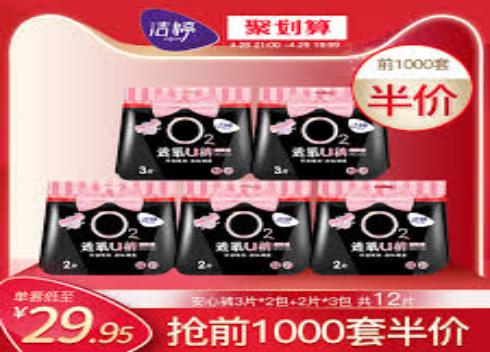 洁婷
聚划算
4.28 21:00 -4.29 19:59
前1000套
半价
O2
透氧U裤
3片
O2
透氧U裤
3片
O2
透氧U裤
2片
O2
透氧U裤
2片
O2
透氧U裤
2片
单套低至
安心裤3片*2包+2片*3包 共12片
¥29.95
抢前1000套半价